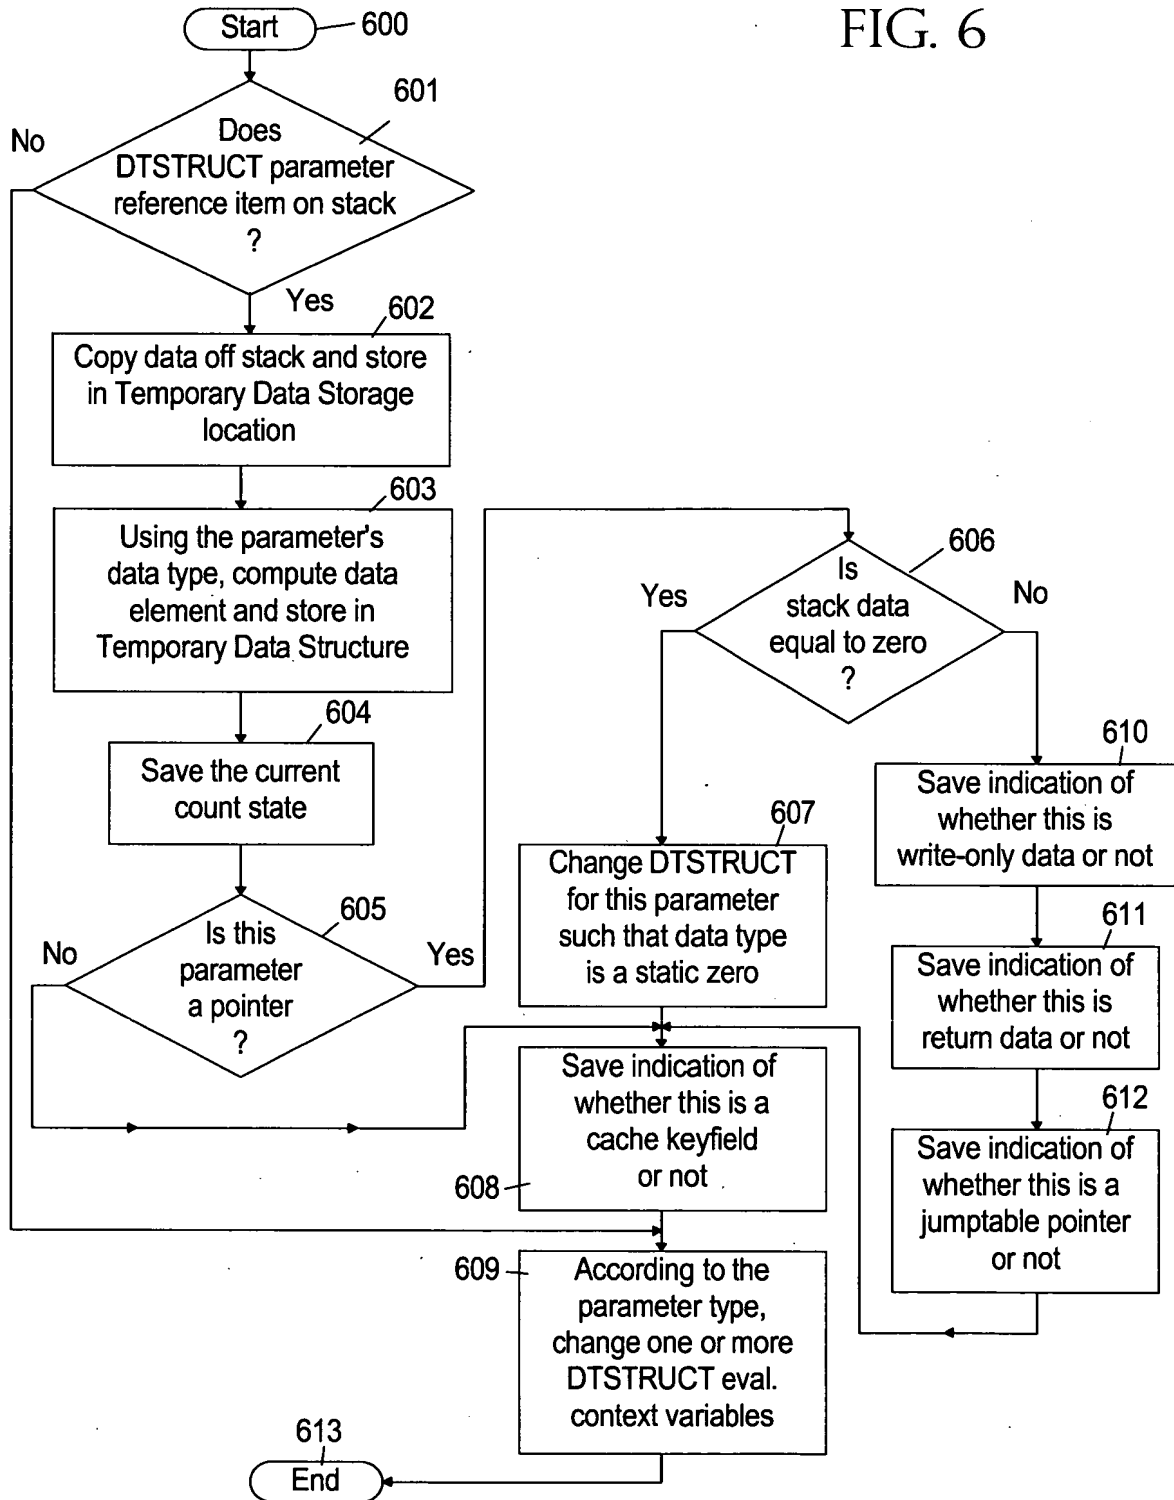 FIG. 6
Start
600
601
Does
DTSTRUCT parameter
reference item on stack
?
No
Yes
602
Copy data off stack and store
in Temporary Data Storage
location
603
Using the parameter's
data type, compute data
element and store in
Temporary Data Structure
604
Save the current
count state
605
Is this
parameter
a pointer
?
No
Yes
606
Is
stack data
equal to zero
?
Yes
No
607
Change DTSTRUCT
for this parameter
such that data type
is a static zero
608
Save indication of
whether this is a
cache keyfield
or not
609
According to the
parameter type,
change one or more
DTSTRUCT eval.
context variables
610
Save indication of
whether this is
write-only data or not
611
Save indication of
whether this is
return data or not
612
Save indication of
whether this is a
jumptable pointer
or not
613
End